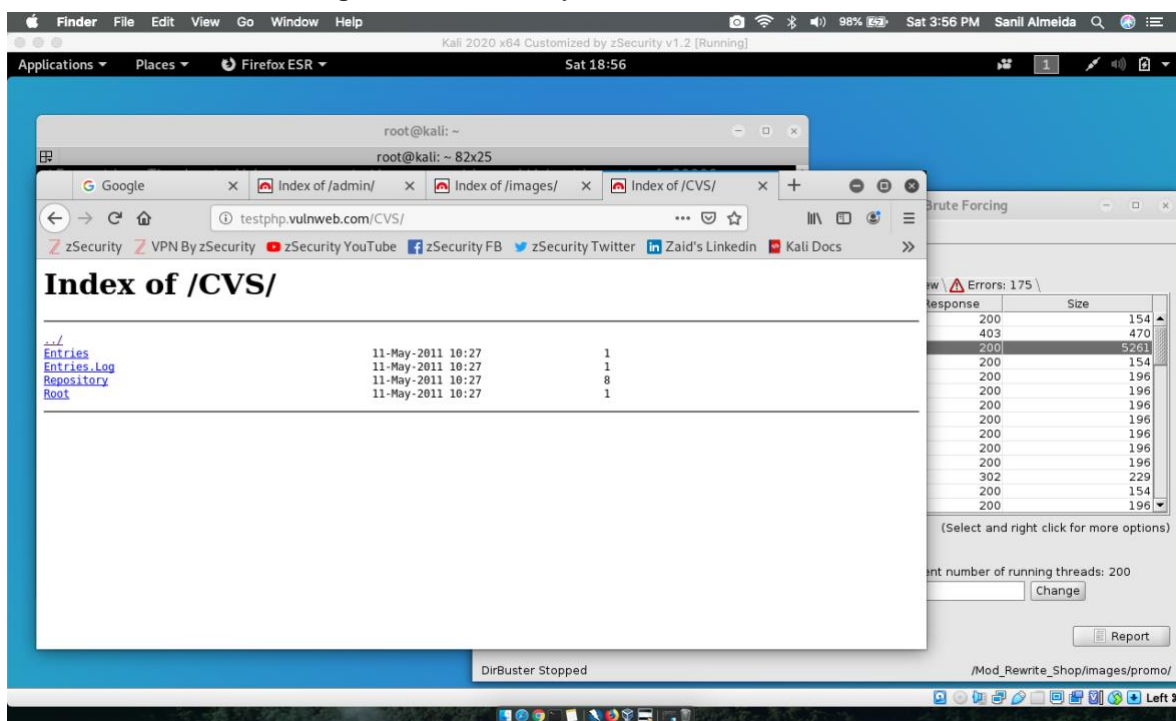 Finder File Edit View Go Window Help 98% Sat 3:56 PM Sanil Almeida
Kali 2020 x64 Customized by zSecurity v1.2 [Running]
Applications Places Firefox ESR Sat 18:56 1
root@kali: ~
root@kali: ~ 82x25
Google Index of /admin/ Index of /images/ Index of /CVS/
testphp.vulnweb.com/CVS/
zSecurity VPN By zSecurity zSecurity YouTube zSecurity FB zSecurity Twitter Zaid's Linkedin Kali Docs
Index of /CVS/
../
Entries 11-May-2011 10:27 1
Entries.Log 11-May-2011 10:27 1
Repository 11-May-2011 10:27 8
Root 11-May-2011 10:27 1
Brute Forcing
Errors: 175
Response Size
200 154
403 470
200 5261
200 154
200 196
200 196
200 196
200 196
200 196
200 196
200 196
302 229
200 154
200 196
(Select and right click for more options)
number of running threads: 200
Change
Report
DirBuster Stopped /Mod_Rewrite_Shop/images/promo/
Left